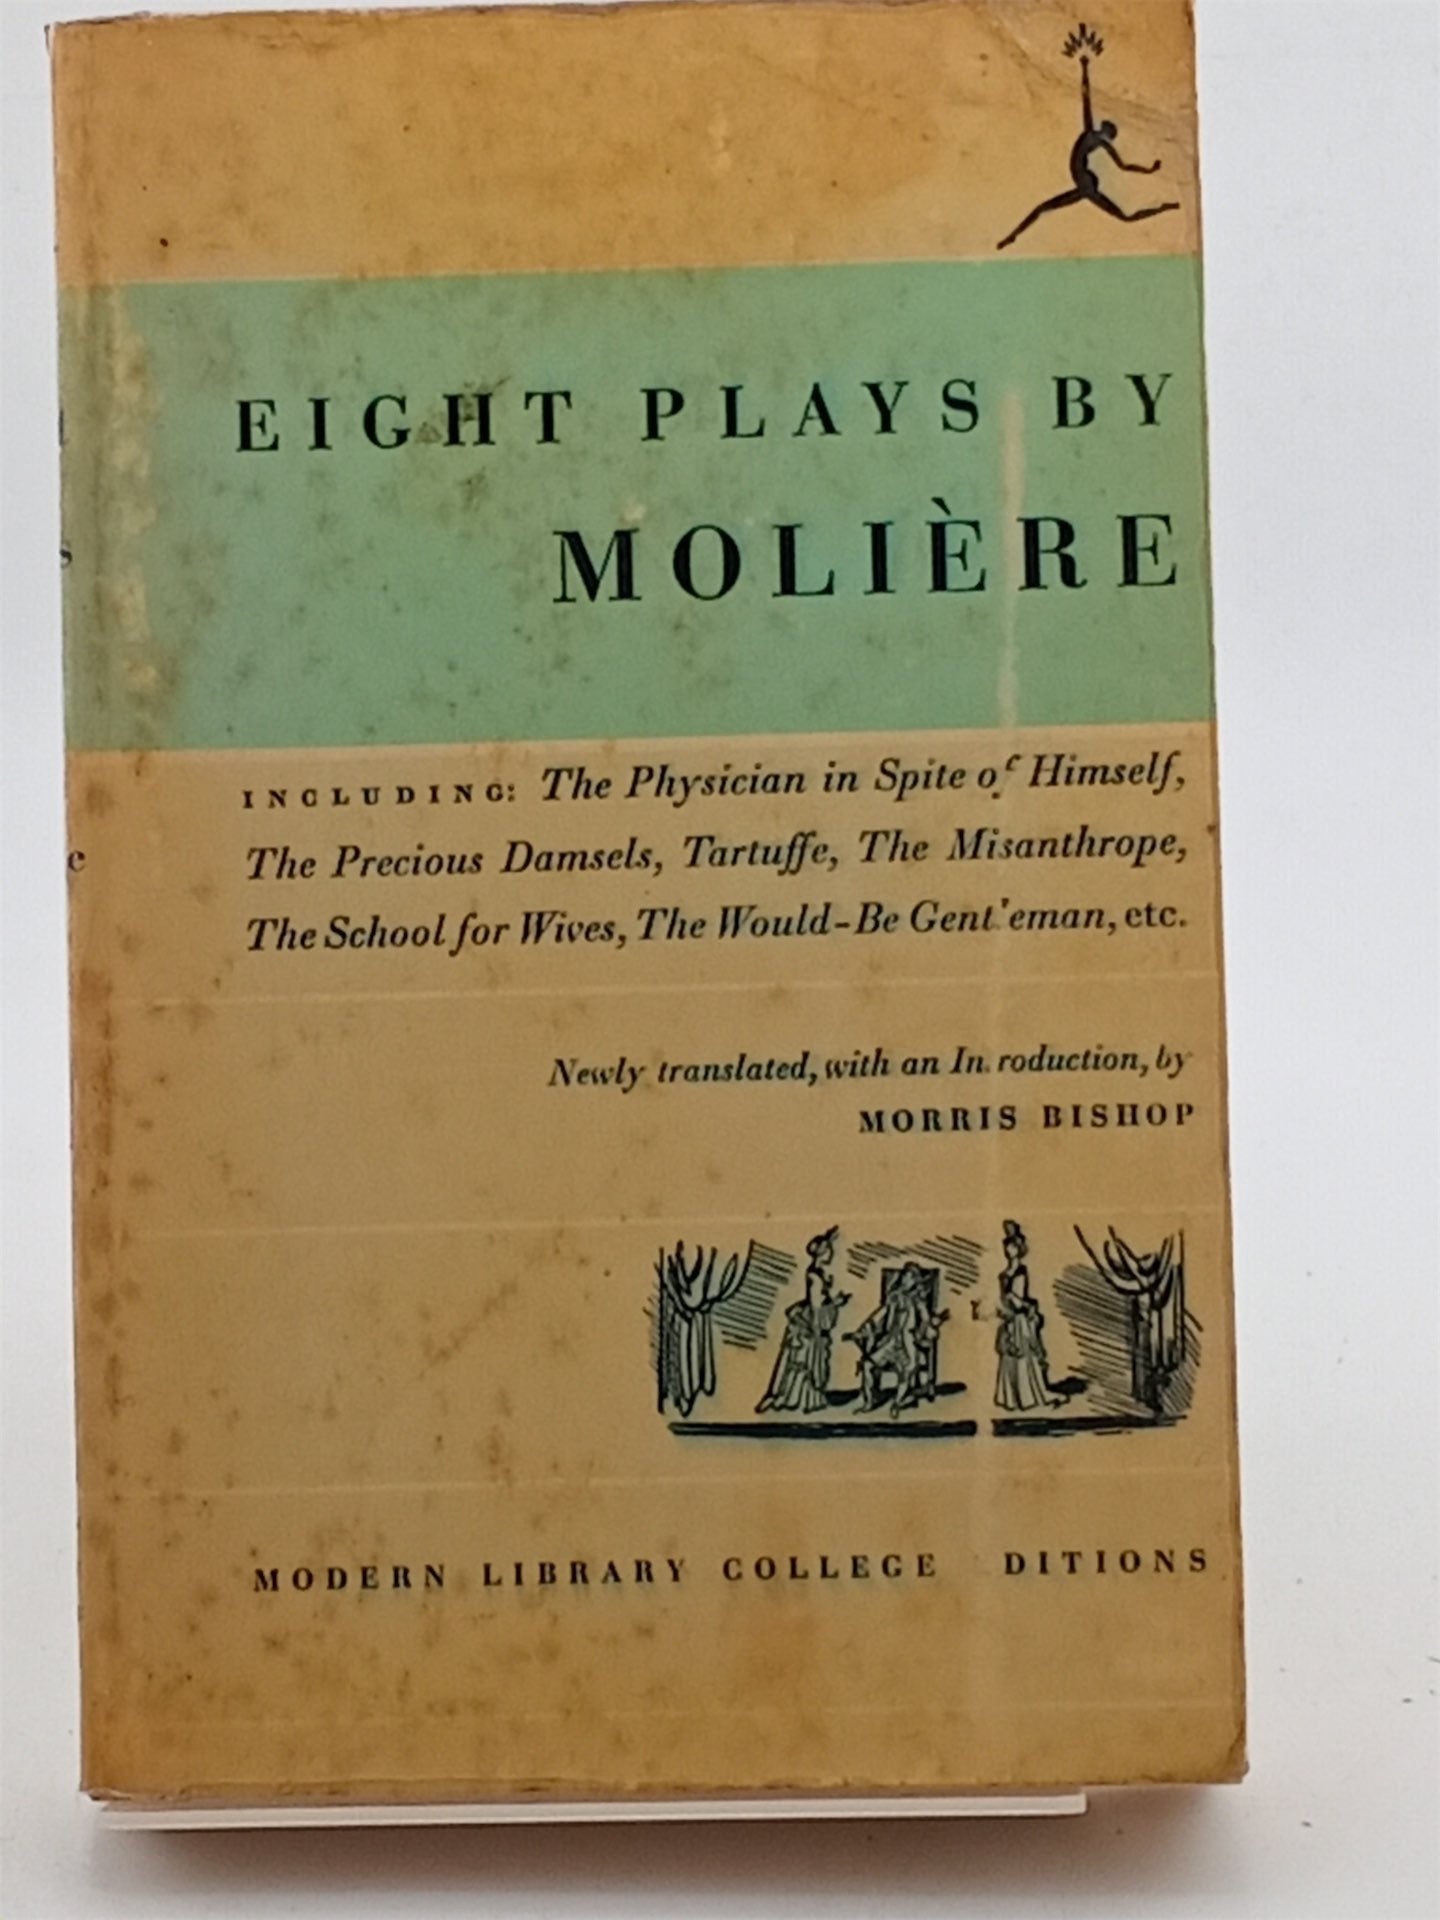 EIGHT PLAYS BY
MOLIÈRE
INCLUDING: The Physician in Spite of Himself,
The Precious Damsels, Tartuffe, The Misanthrope,
The School for Wives, The Would-Be Gent'eman, etc.
Newly translated, with an In roduction, by
MORRIS BISHOP
MODERN LIBRARY COLLEGE DITIONS